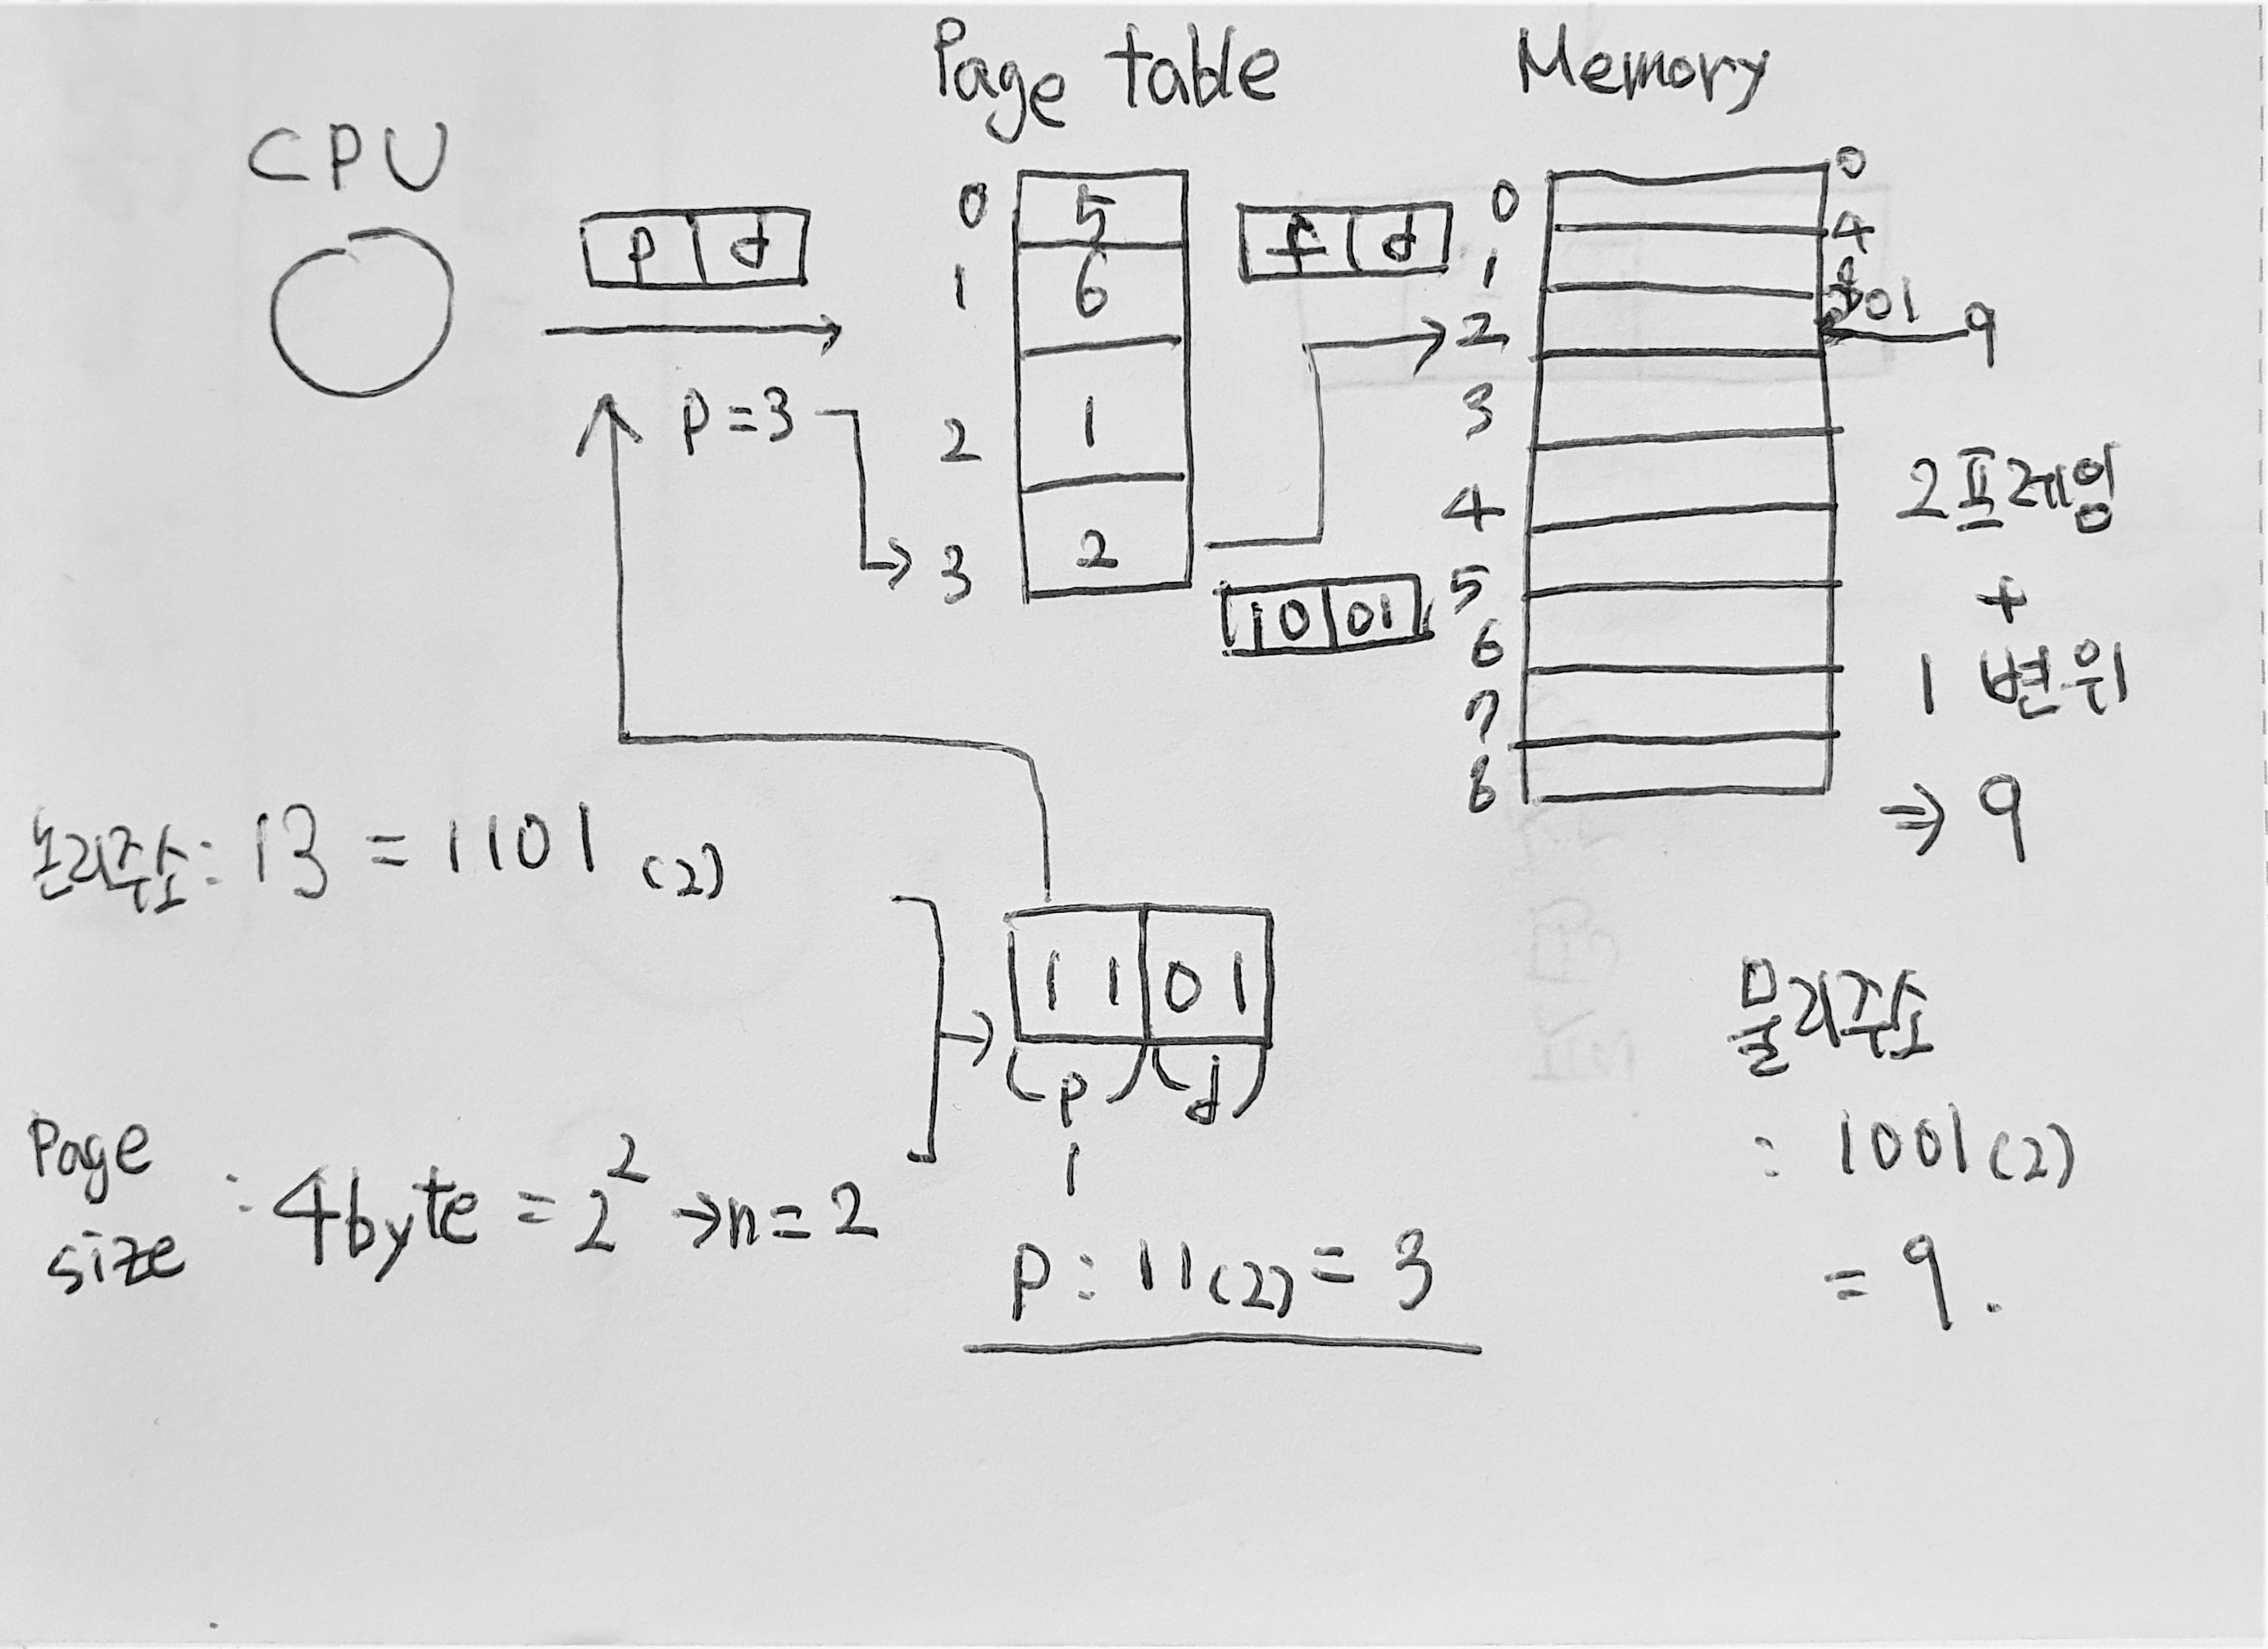 CPU
Page table
Memory
p d
p=3
0 5
1 6
2 1
3 2
f d
10 01
0
1
2
3
4
5
6
7
8
0
4
01
9
2프레임
+
1 변위
⇒ 9
논리주소: 13 = 1101 (2)
Page size : 4byte = 2² → n=2
11 01
(p) (d)
p: 11(2) = 3
물리주소
: 1001(2)
= 9.